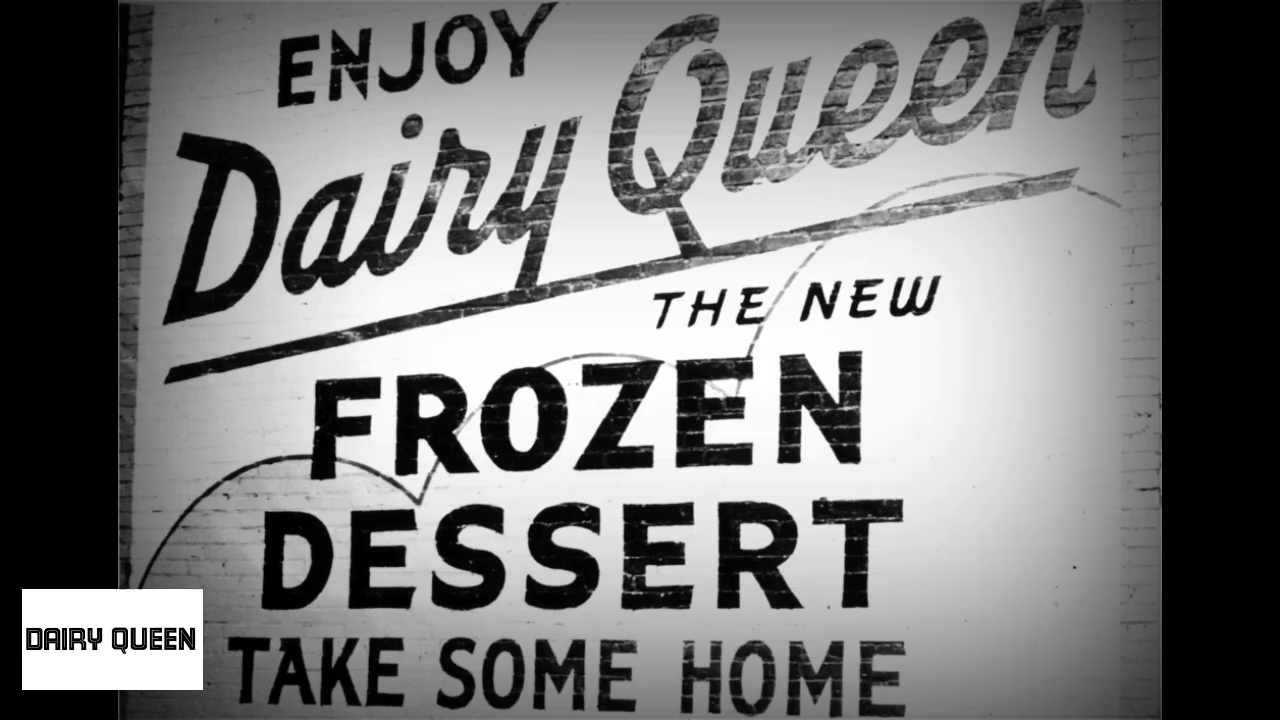 ENJOY
Dairy Queen
THE NEW
FROZEN
DESSERT
TAKE SOME HOME
DAIRY QUEEN